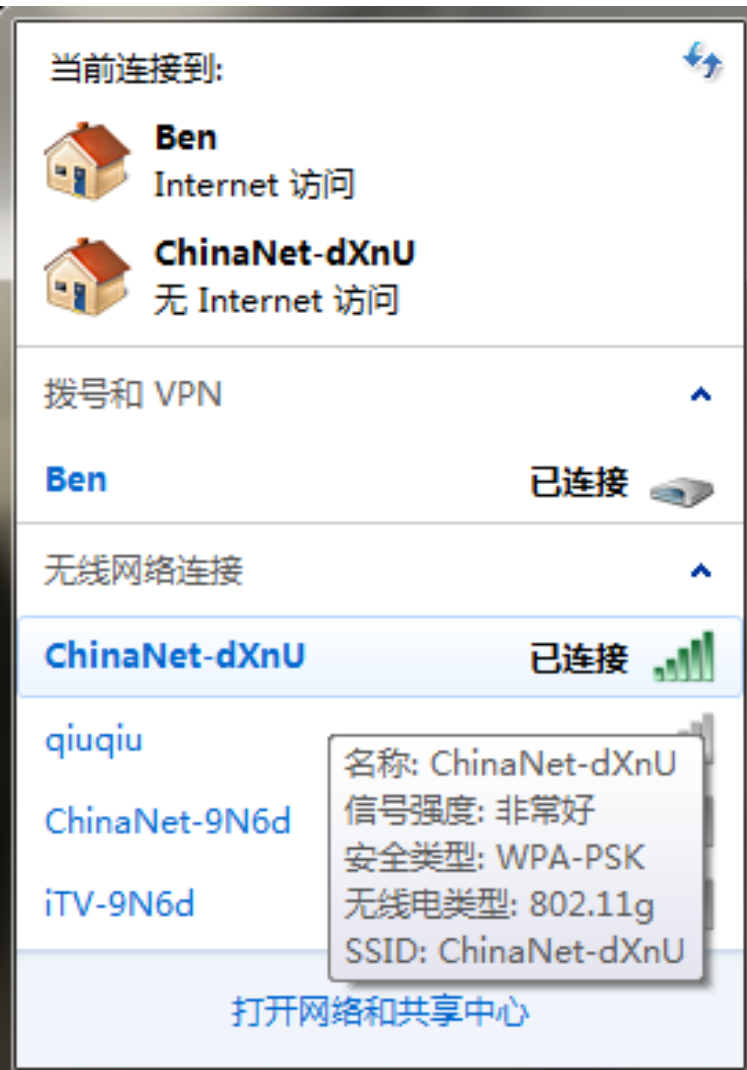 当前连接到:
Ben
Internet 访问
ChinaNet-dXnU
无 Internet 访问
拨号和 VPN
Ben 已连接
无线网络连接
ChinaNet-dXnU 已连接
qiuqiu
ChinaNet-9N6d
iTV-9N6d
名称: ChinaNet-dXnU
信号强度: 非常好
安全类型: WPA-PSK
无线电类型: 802.11g
SSID: ChinaNet-dXnU
打开网络和共享中心